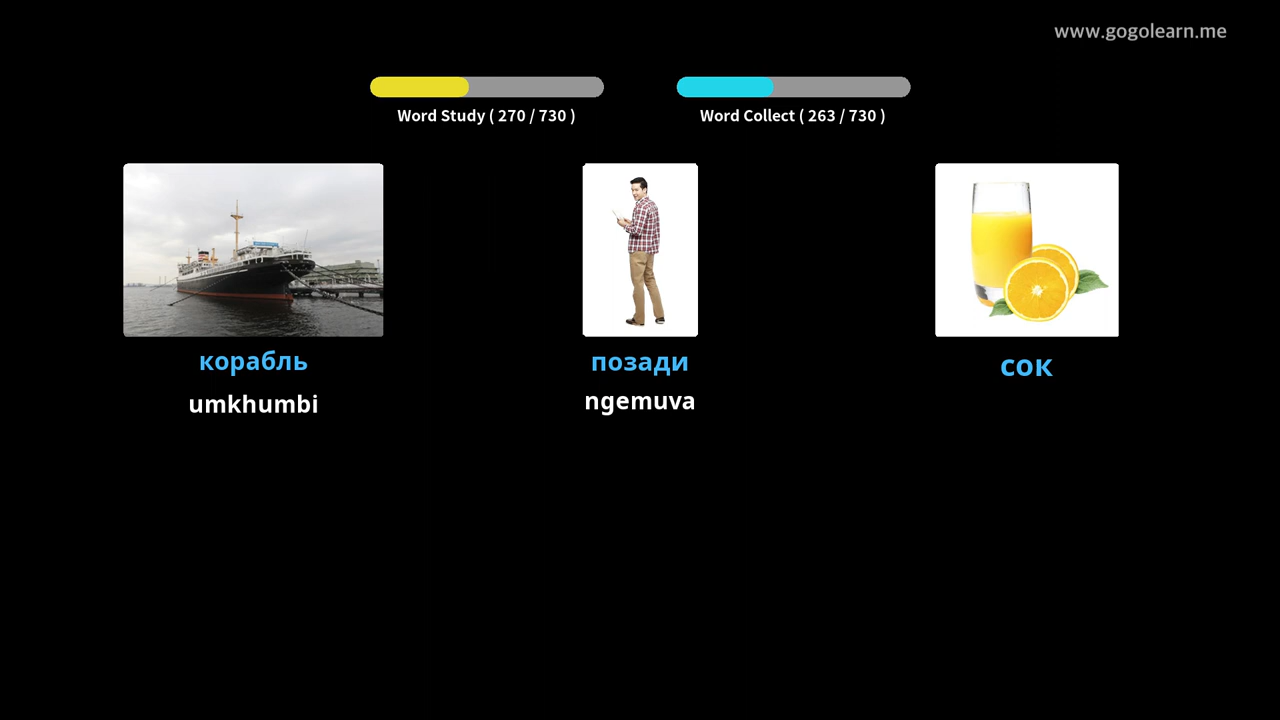 www.gogolearn.me
Word Study ( 270 / 730 )
Word Collect ( 263 / 730 )
корабль
umkhumbi
позади
ngemuva
сок